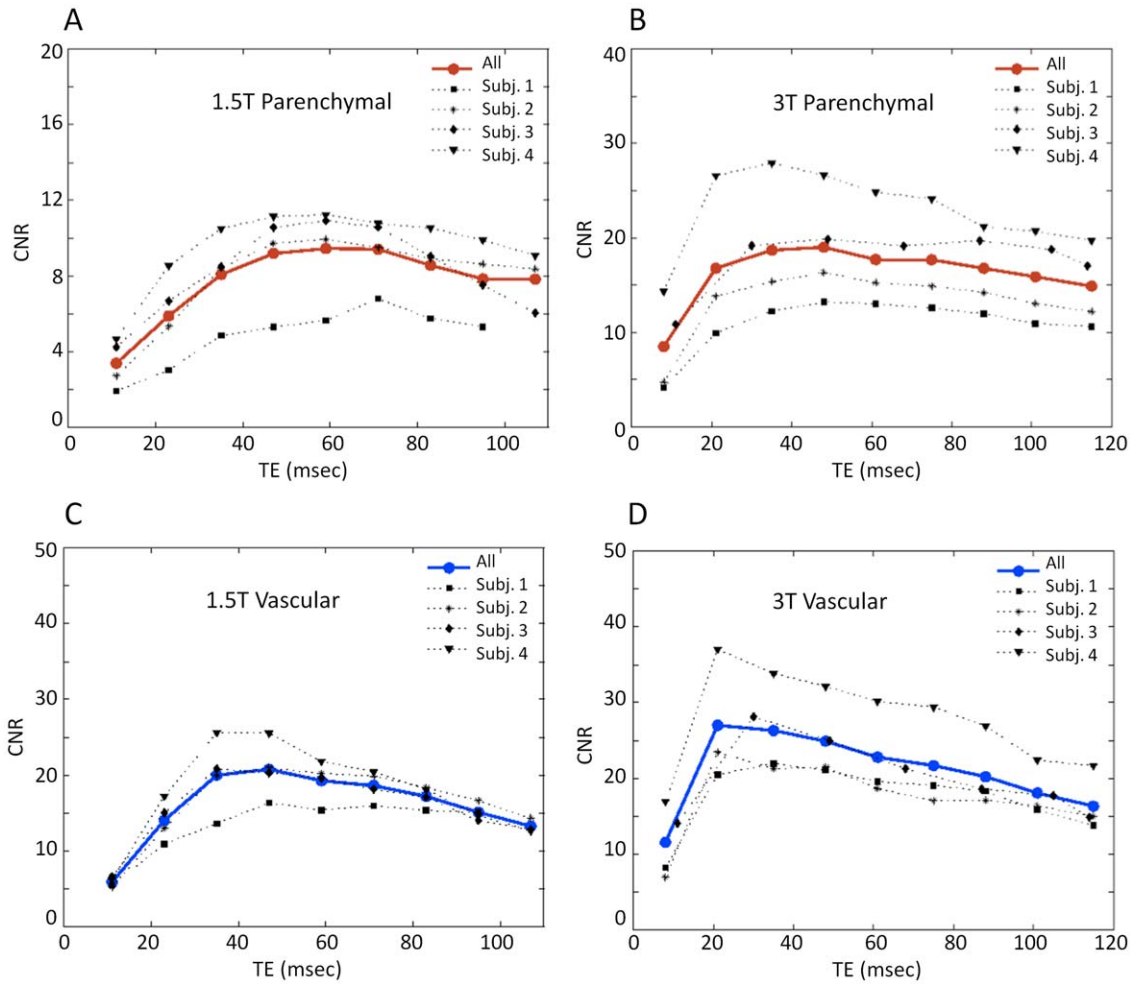 A
20
16
12
8
4
0
CNR
1.5T Parenchymal
All
Subj. 1
Subj. 2
Subj. 3
Subj. 4
0 20 40 60 80 100
TE (msec)
B
40
30
20
10
0
CNR
3T Parenchymal
All
Subj. 1
Subj. 2
Subj. 3
Subj. 4
0 20 40 60 80 100 120
TE (msec)
C
50
40
30
20
10
0
CNR
1.5T Vascular
All
Subj. 1
Subj. 2
Subj. 3
Subj. 4
0 20 40 60 80 100
TE (msec)
D
50
40
30
20
10
0
CNR
3T Vascular
All
Subj. 1
Subj. 2
Subj. 3
Subj. 4
0 20 40 60 80 100 120
TE (msec)